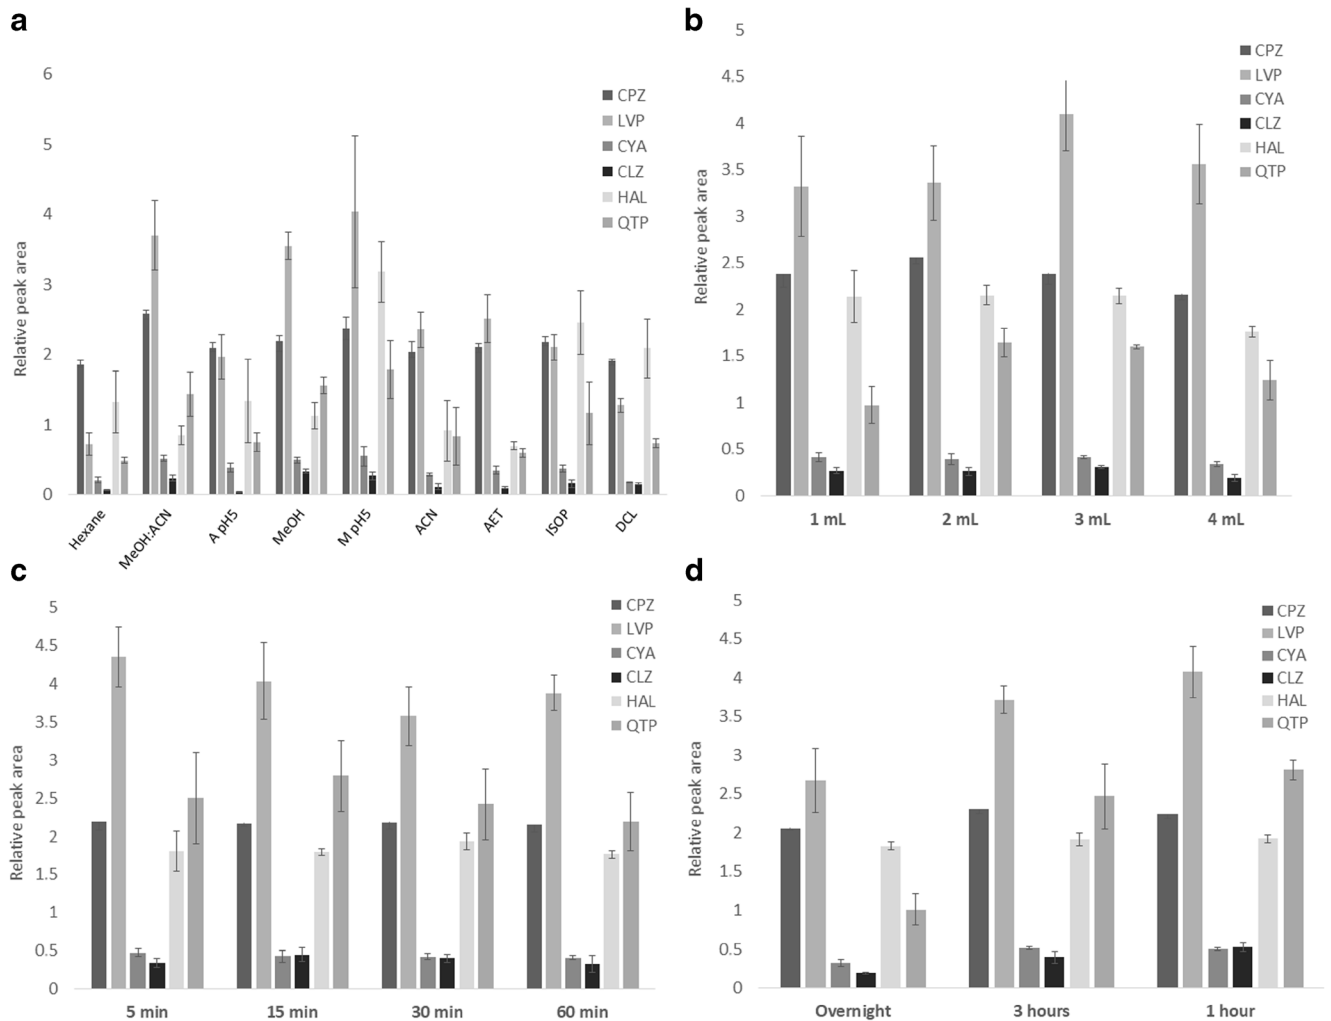 a
6
5
4
3
2
1
0
Relative peak area
CPZ
LVP
CYA
CLZ
HAL
QTP
Hexane
MeOH:ACN
A pH5
MeOH
M pH5
ACN
AET
ISOP
DCL
b
5
4.5
4
3.5
3
2.5
2
1.5
1
0.5
0
Relative peak area
CPZ
LVP
CYA
CLZ
HAL
QTP
1 mL
2 mL
3 mL
4 mL
c
5
4.5
4
3.5
3
2.5
2
1.5
1
0.5
0
Relative peak area
CPZ
LVP
CYA
CLZ
HAL
QTP
5 min
15 min
30 min
60 min
d
5
4.5
4
3.5
3
2.5
2
1.5
1
0.5
0
Relative peak area
CPZ
LVP
CYA
CLZ
HAL
QTP
Overnight
3 hours
1 hour